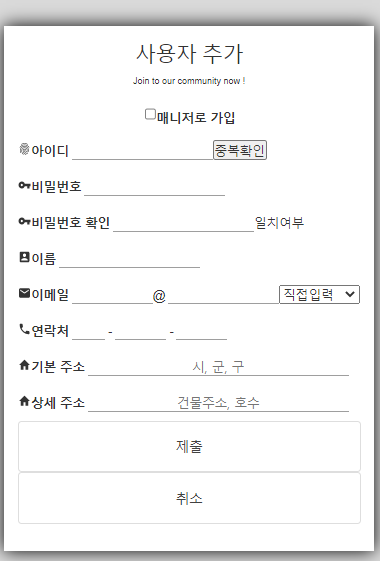 사용자 추가
Join to our community now !
매니저로 가입
아이디 중복확인
비밀번호
비밀번호 확인 일치여부
이름
이메일 @ 직접입력
연락처 - -
기본 주소 시, 군, 구
상세 주소 건물주소, 호수
제출
취소